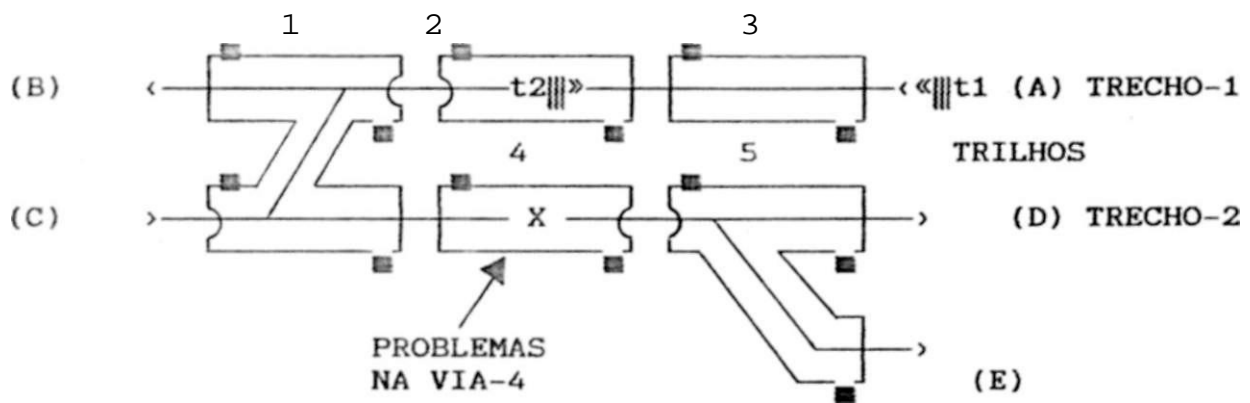 1 2 3
(B) t2 t1 (A) TRECHO-1
4 5 TRILHOS
(C) X (D) TRECHO-2
PROBLEMAS
NA VIA-4 (E)